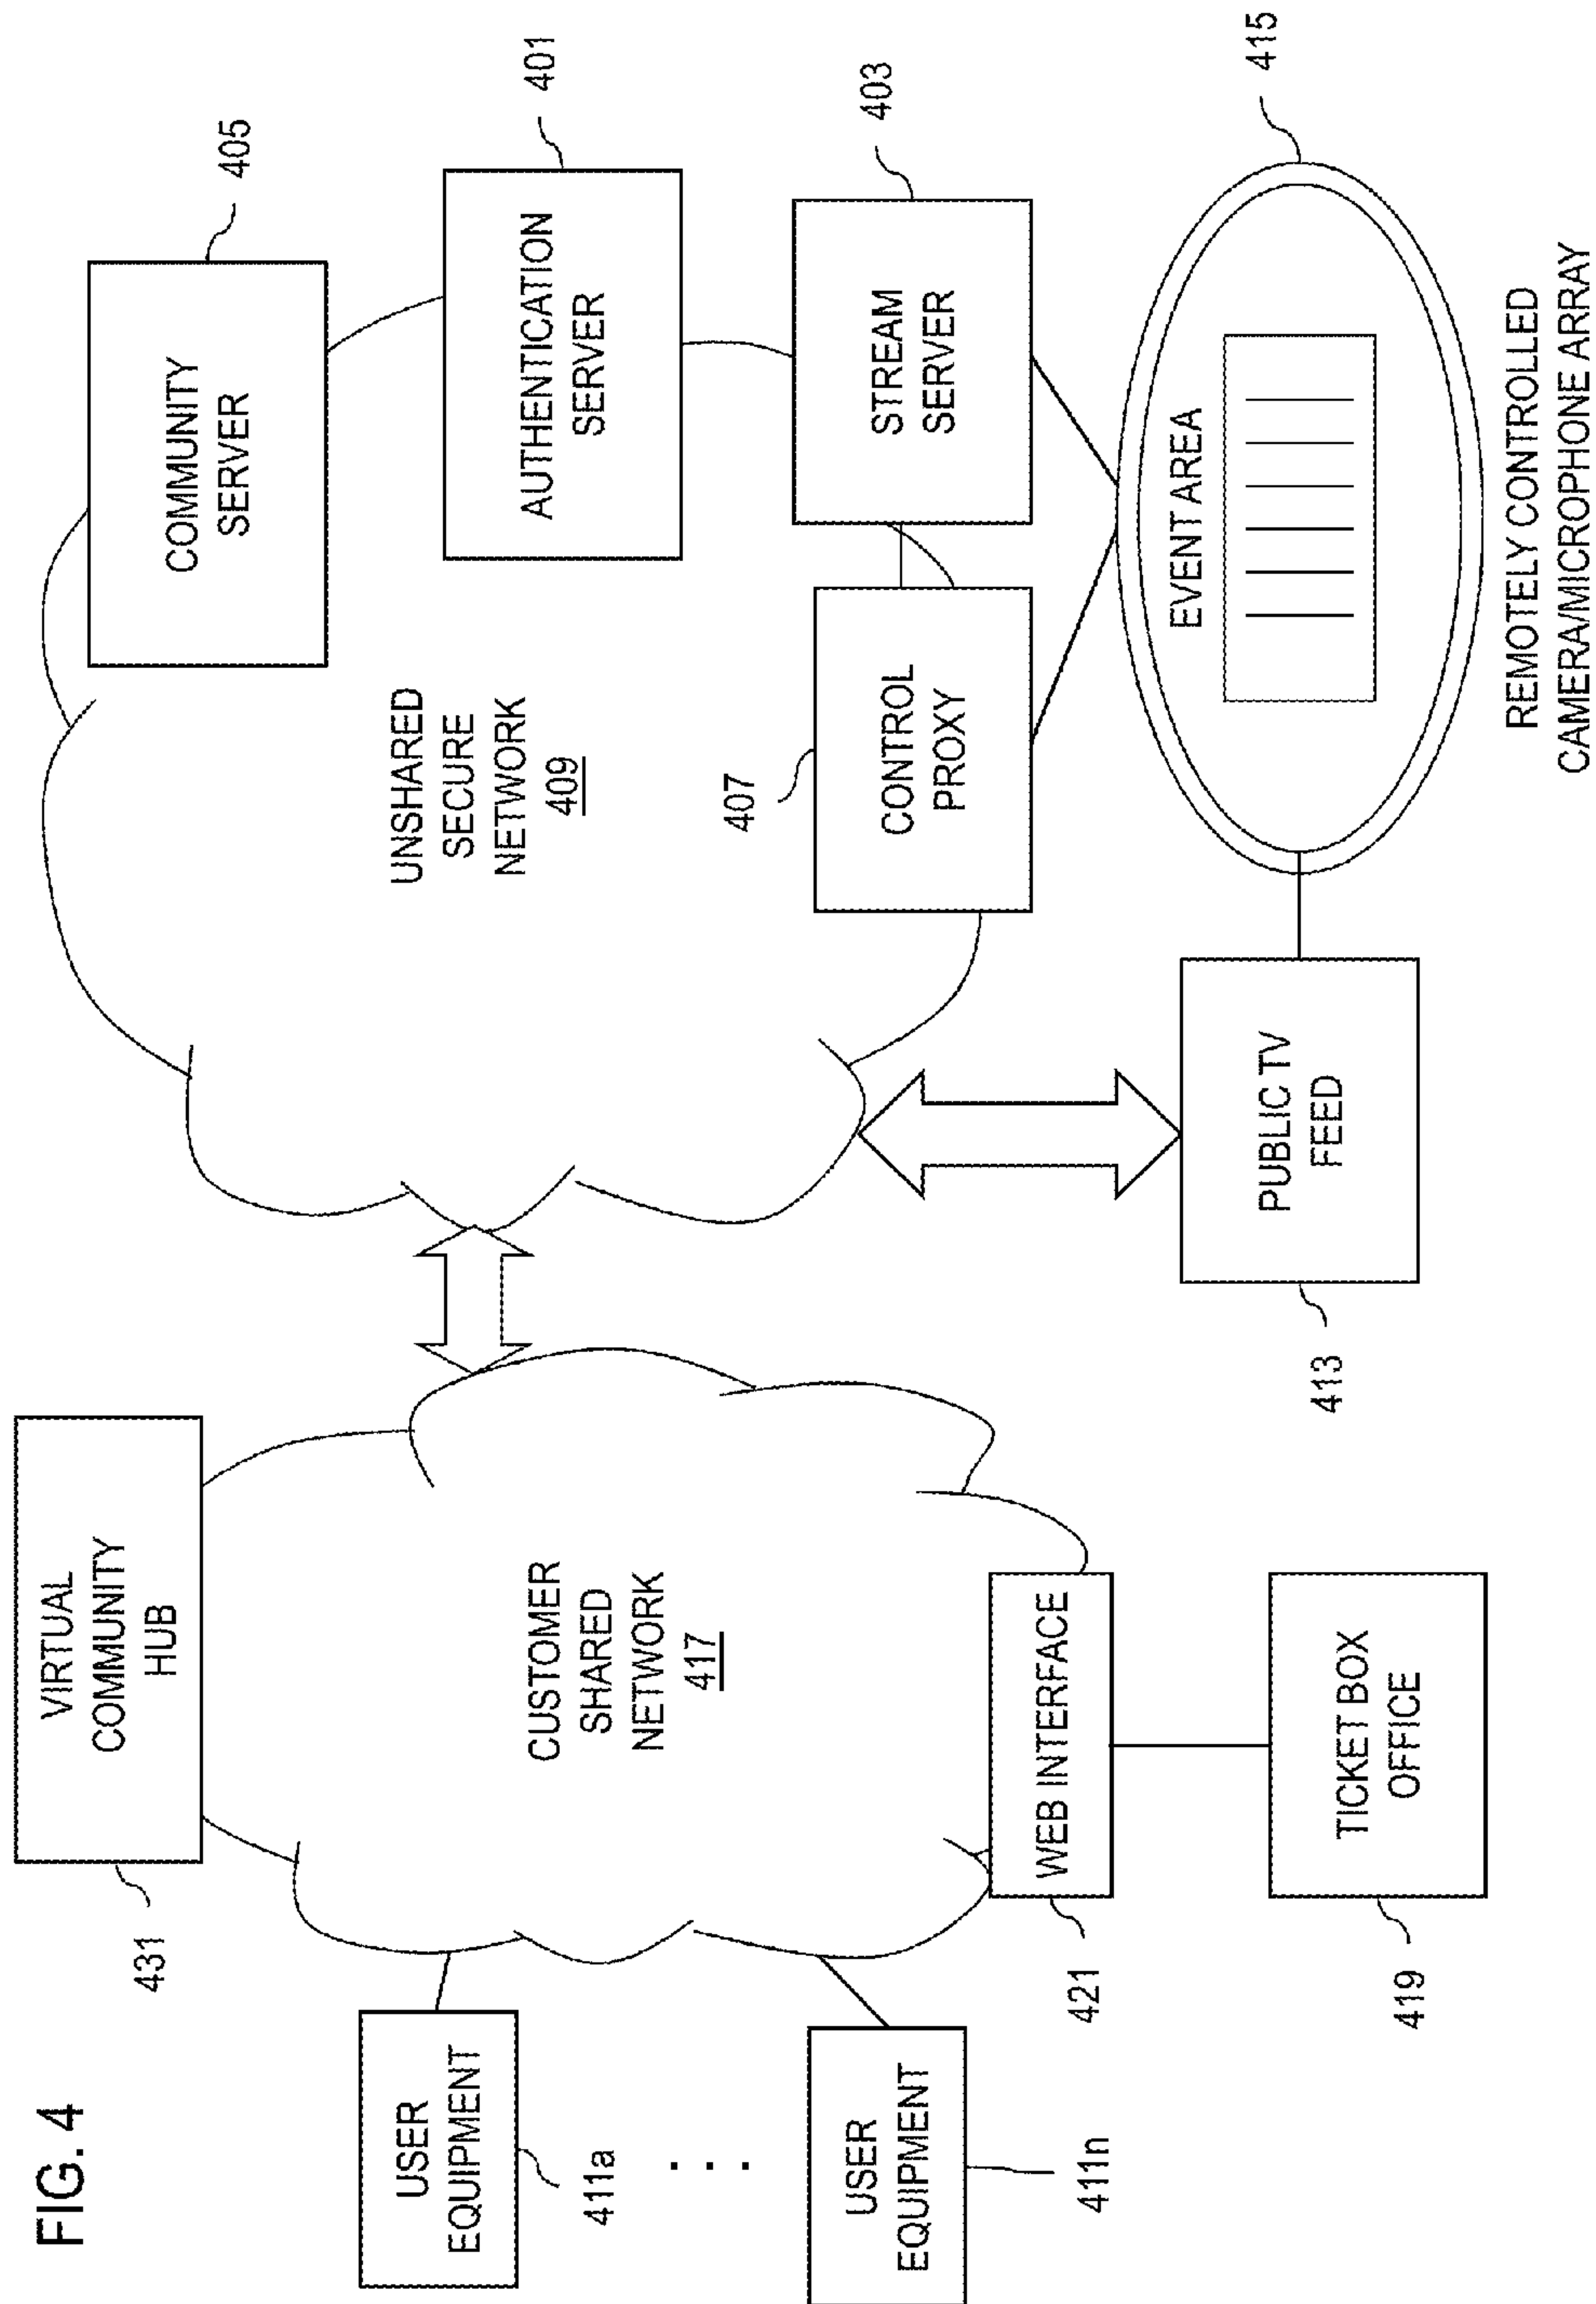 FIG. 4
VIRTUAL
COMMUNITY
HUB
431
COMMUNITY
SERVER
405
UNSHARED
SECURE
NETWORK
409
AUTHENTICATION
SERVER
401
CUSTOMER
SHARED
NETWORK
417
USER
EQUIPMENT
411a
. . .
USER
EQUIPMENT
411n
STREAM
SERVER
403
407
CONTROL
PROXY
WEB INTERFACE
421
TICKET BOX
OFFICE
419
PUBLIC TV
FEED
413
EVENT AREA
415
REMOTELY CONTROLLED
CAMERA/MICROPHONE ARRAY